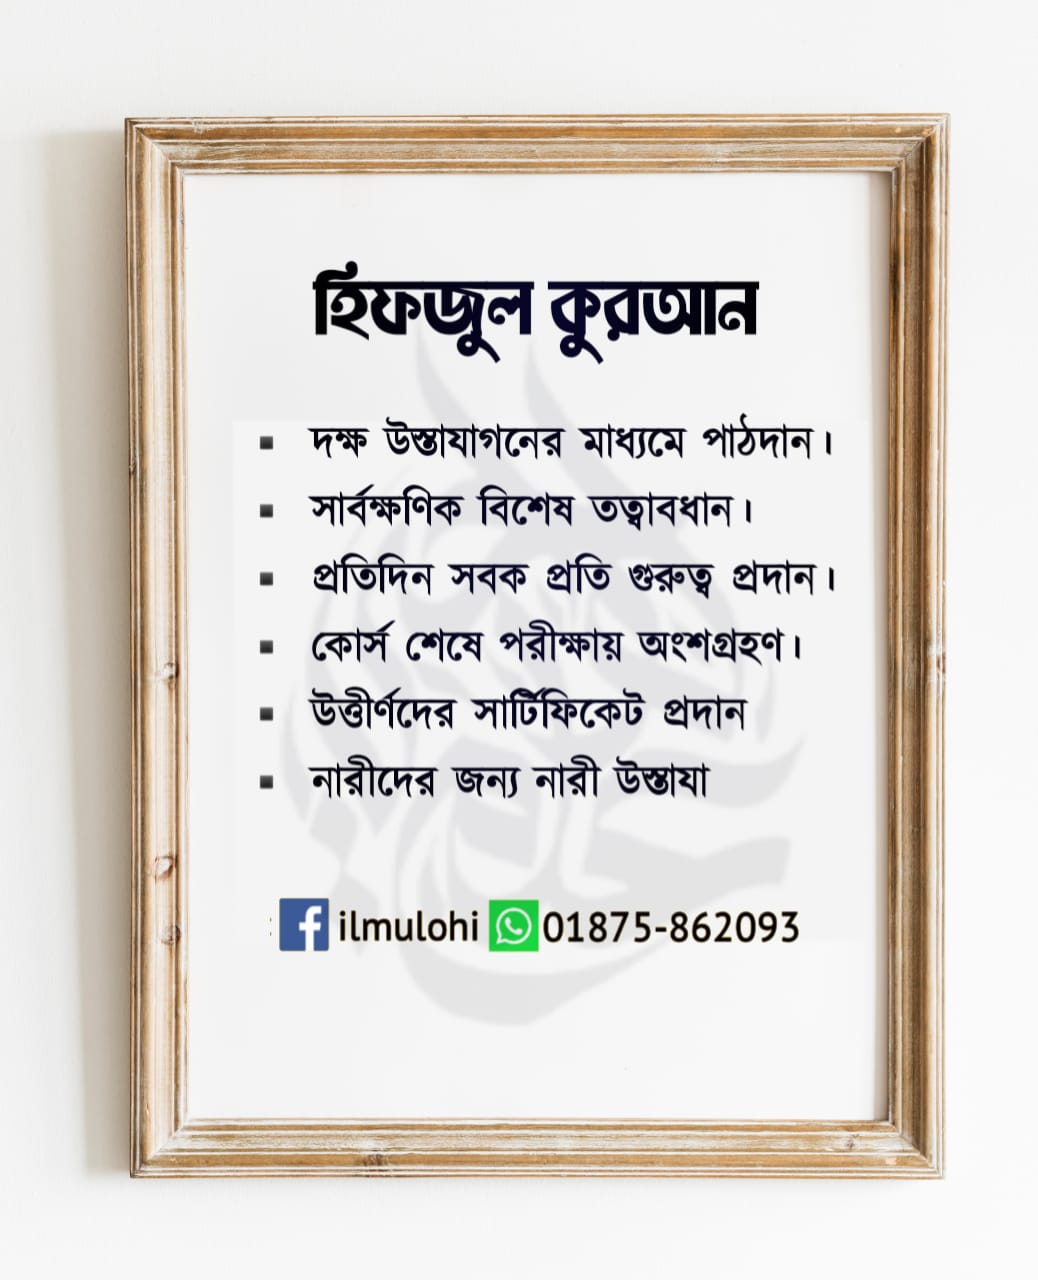 হিফজুল কুরআন
▪ দক্ষ উস্তাযাগনের মাধ্যমে পাঠদান।
▪ সার্বক্ষণিক বিশেষ তত্বাবধান।
▪ প্রতিদিন সবক প্রতি গুরুত্ব প্রদান।
▪ কোর্স শেষে পরীক্ষায় অংশগ্রহণ।
▪ উত্তীর্ণদের সার্টিফিকেট প্রদান
▪ নারীদের জন্য নারী উস্তাযা
ilmulohi 01875-862093